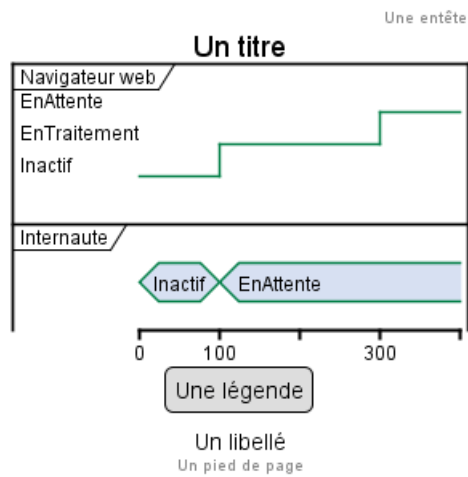 Une entête
Un titre
Navigateur web
EnAttente
EnTraitement
Inactif
Internaute
Inactif EnAttente
0 100 300
Une légende
Un libellé
Un pied de page